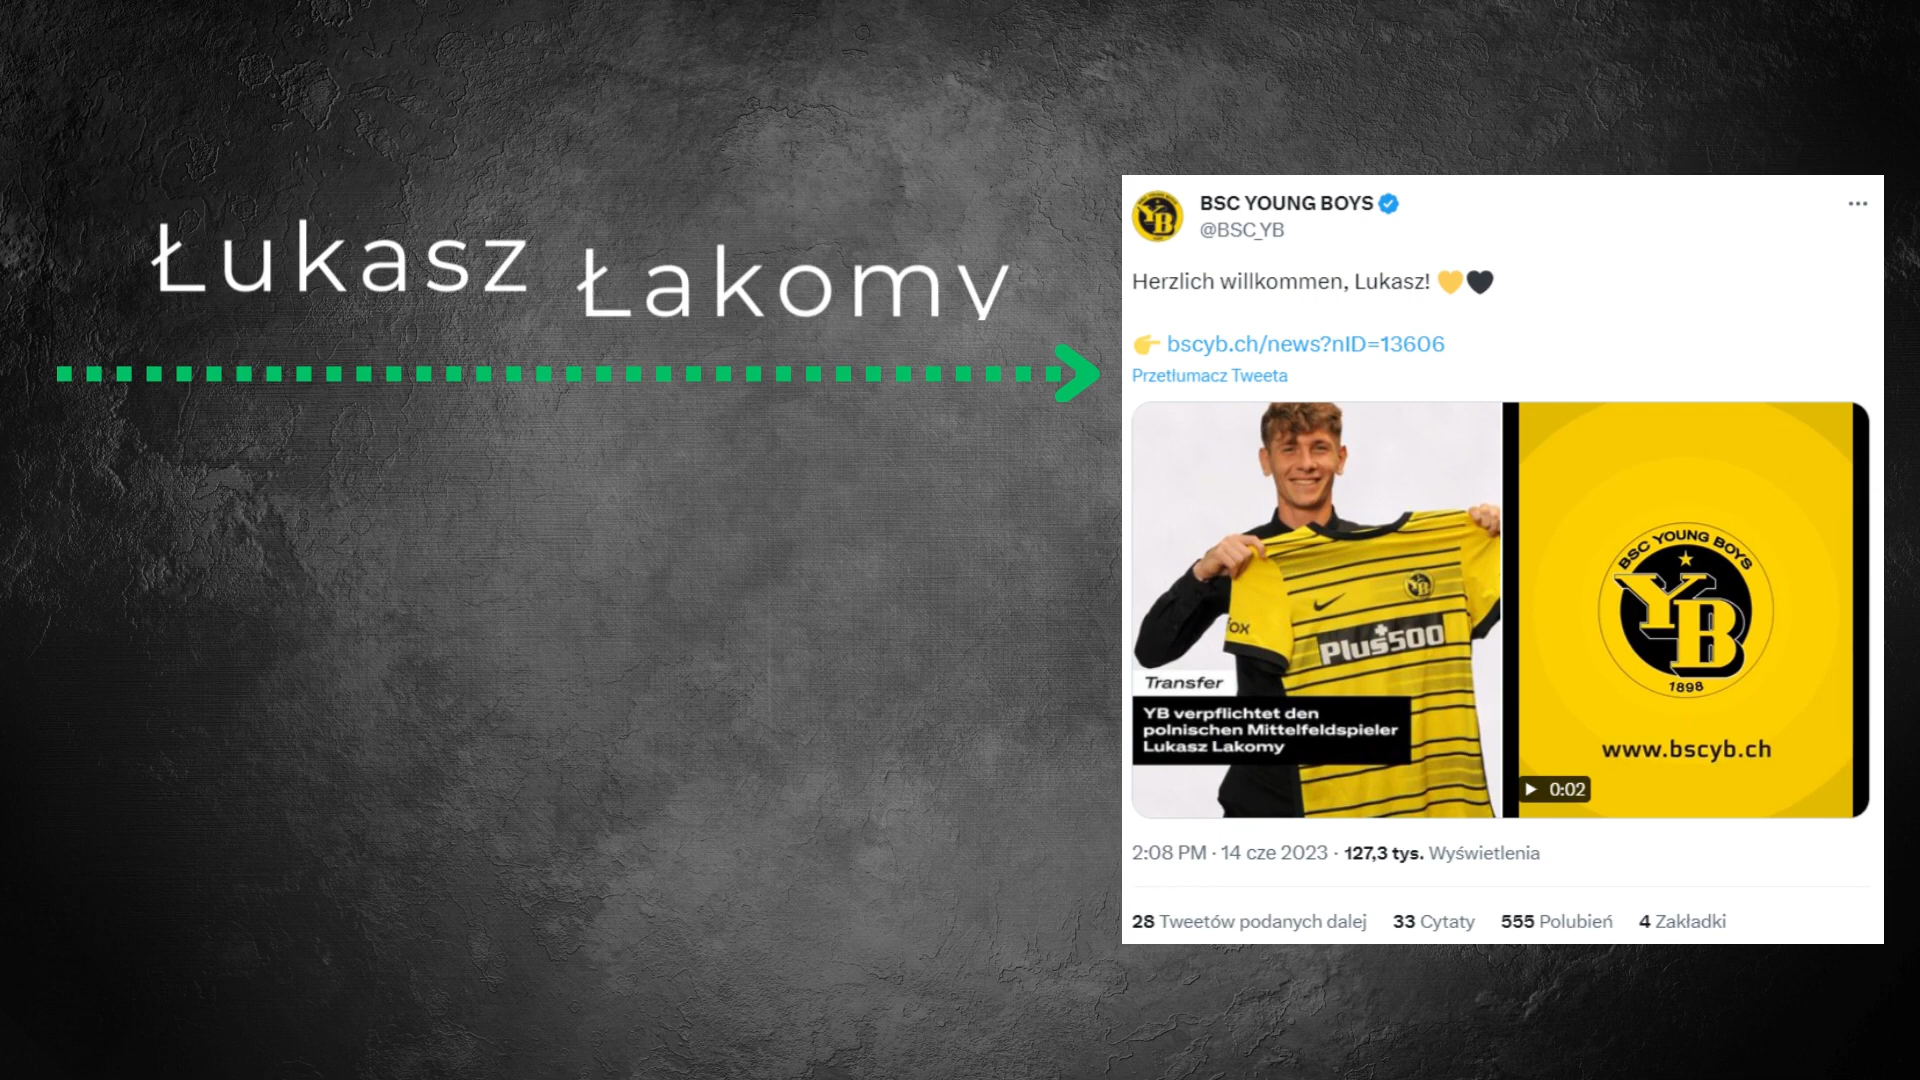 Łukasz Łakomy
BSC YOUNG BOYS
@BSC_YB
Herzlich willkommen, Lukasz! 💛🖤
👉 bscyb.ch/news?nID=13606
Przetłumacz Tweeta
YB
ox
Plus500
Transfer
YB verpflichtet den
polnischen Mittelfeldspieler
Lukasz Lakomy
BSC YOUNG BOYS
YB
1898
www.bscyb.ch
0:02
2:08 PM · 14 cze 2023 · 127,3 tys. Wyświetlenia
28 Tweetów podanych dalej 33 Cytaty 555 Polubień 4 Zakładki